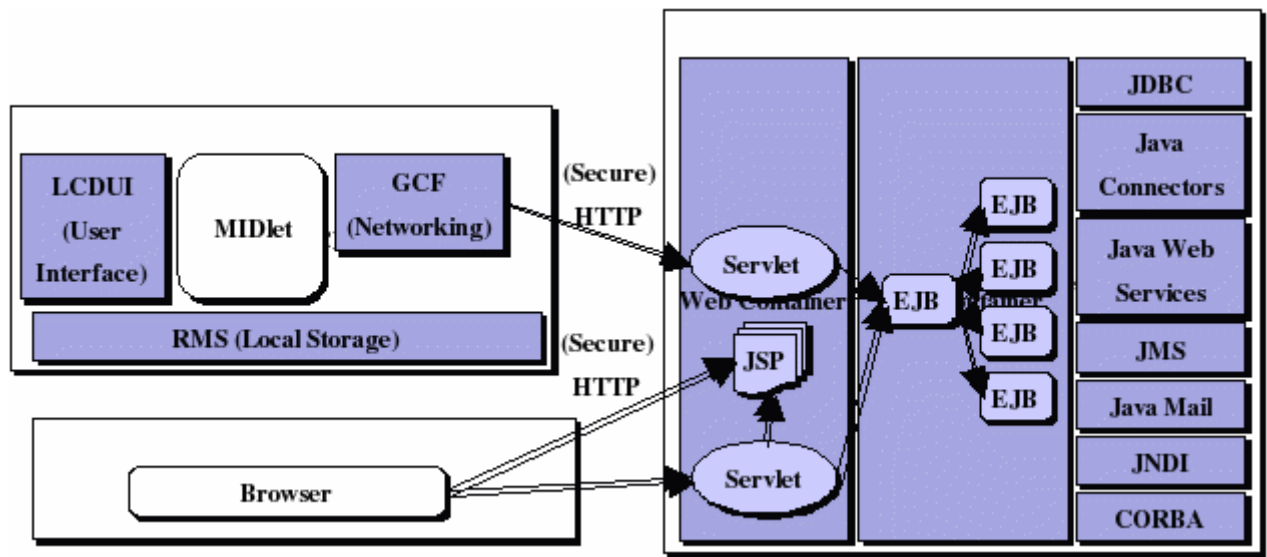 LCDUI
(User
Interface)
MIDlet
GCF
(Networking)
RMS (Local Storage)
(Secure)
HTTP
(Secure)
HTTP
Browser
Servlet
Web Container
JSP
Servlet
EJB
EJB
EJB
EJB
EJB
JDBC
Java
Connectors
Java Web
Services
JMS
Java Mail
JNDI
CORBA